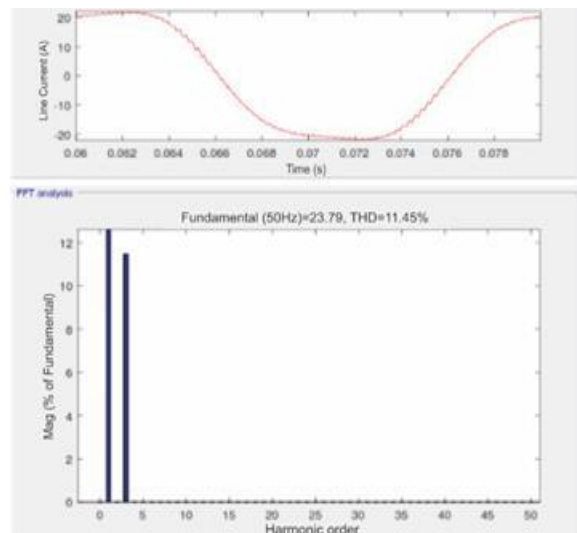 20
10
0
-10
-20
Line Current (A)
0.06 0.062 0.064 0.066 0.068 0.07 0.072 0.074 0.076 0.078
Time (s)
FFT analysis
Fundamental (50Hz)=23.79, THD=11.45%
12
10
8
6
4
2
0
Mag (% of Fundamental)
0 5 10 15 20 25 30 35 40 45 50
Harmonic order